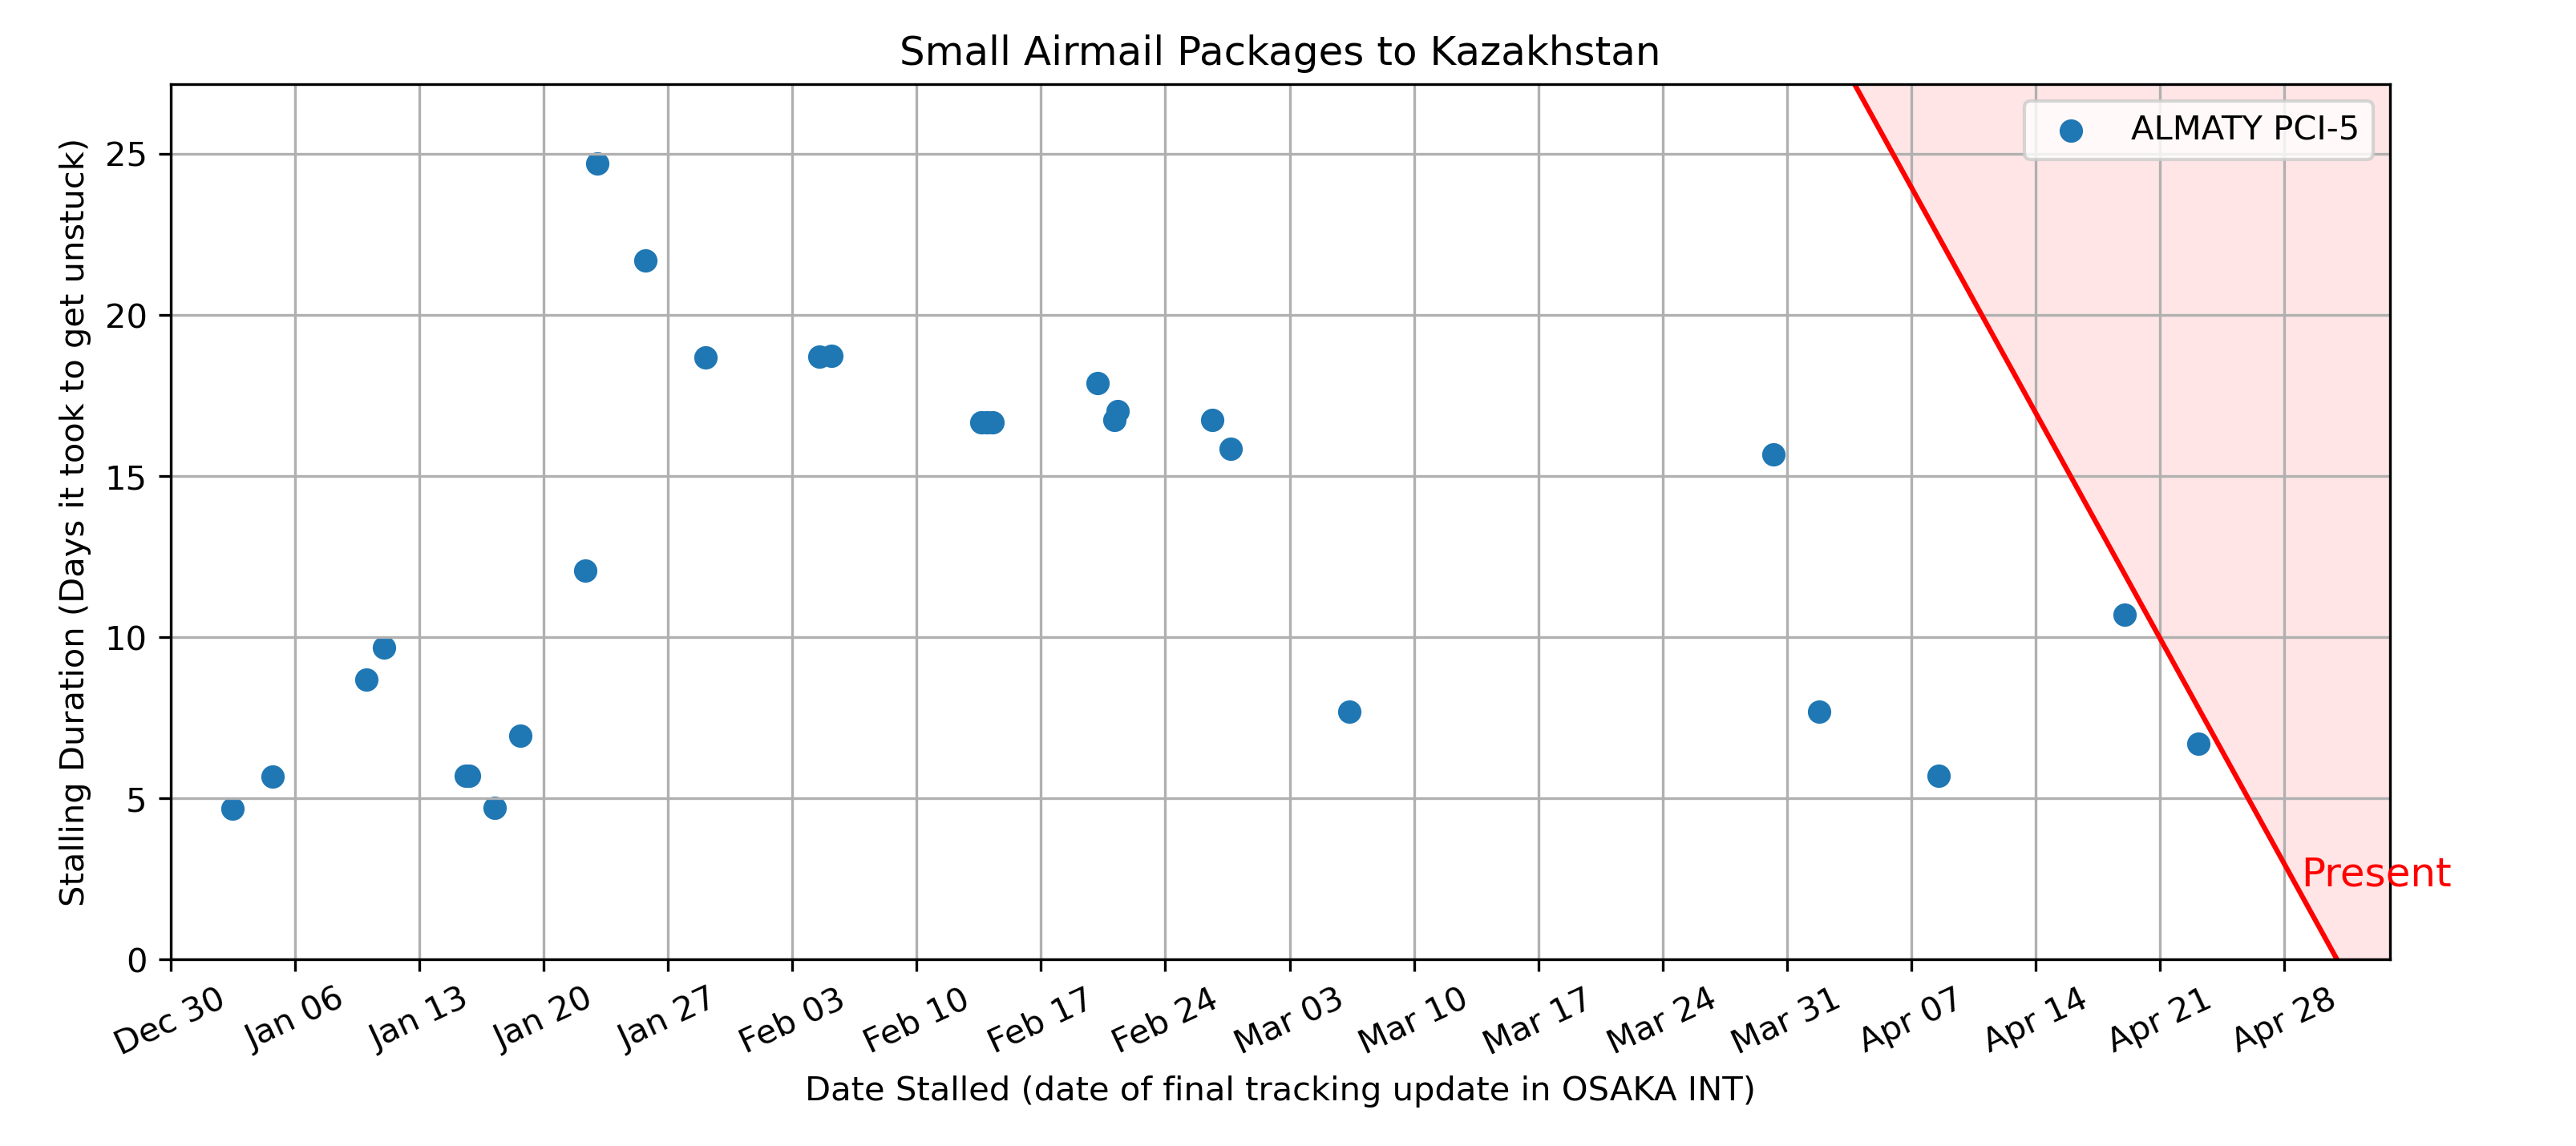 Small Airmail Packages to Kazakhstan
ALMATY PCI-5
Stalling Duration (Days it took to get unstuck)
25
20
15
10
5
0
Present
Dec 30
Jan 06
Jan 13
Jan 20
Jan 27
Feb 03
Feb 10
Feb 17
Feb 24
Mar 03
Mar 10
Mar 17
Mar 24
Mar 31
Apr 07
Apr 14
Apr 21
Apr 28
Date Stalled (date of final tracking update in OSAKA INT)